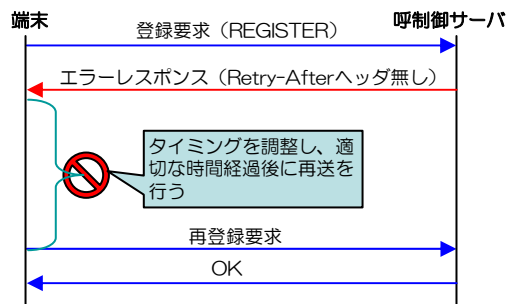 端末
呼制御サーバ
登録要求（REGISTER）
エラーレスポンス（Retry-Afterヘッダ無し）
タイミングを調整し、適
切な時間経過後に再送を
行う
再登録要求
OK